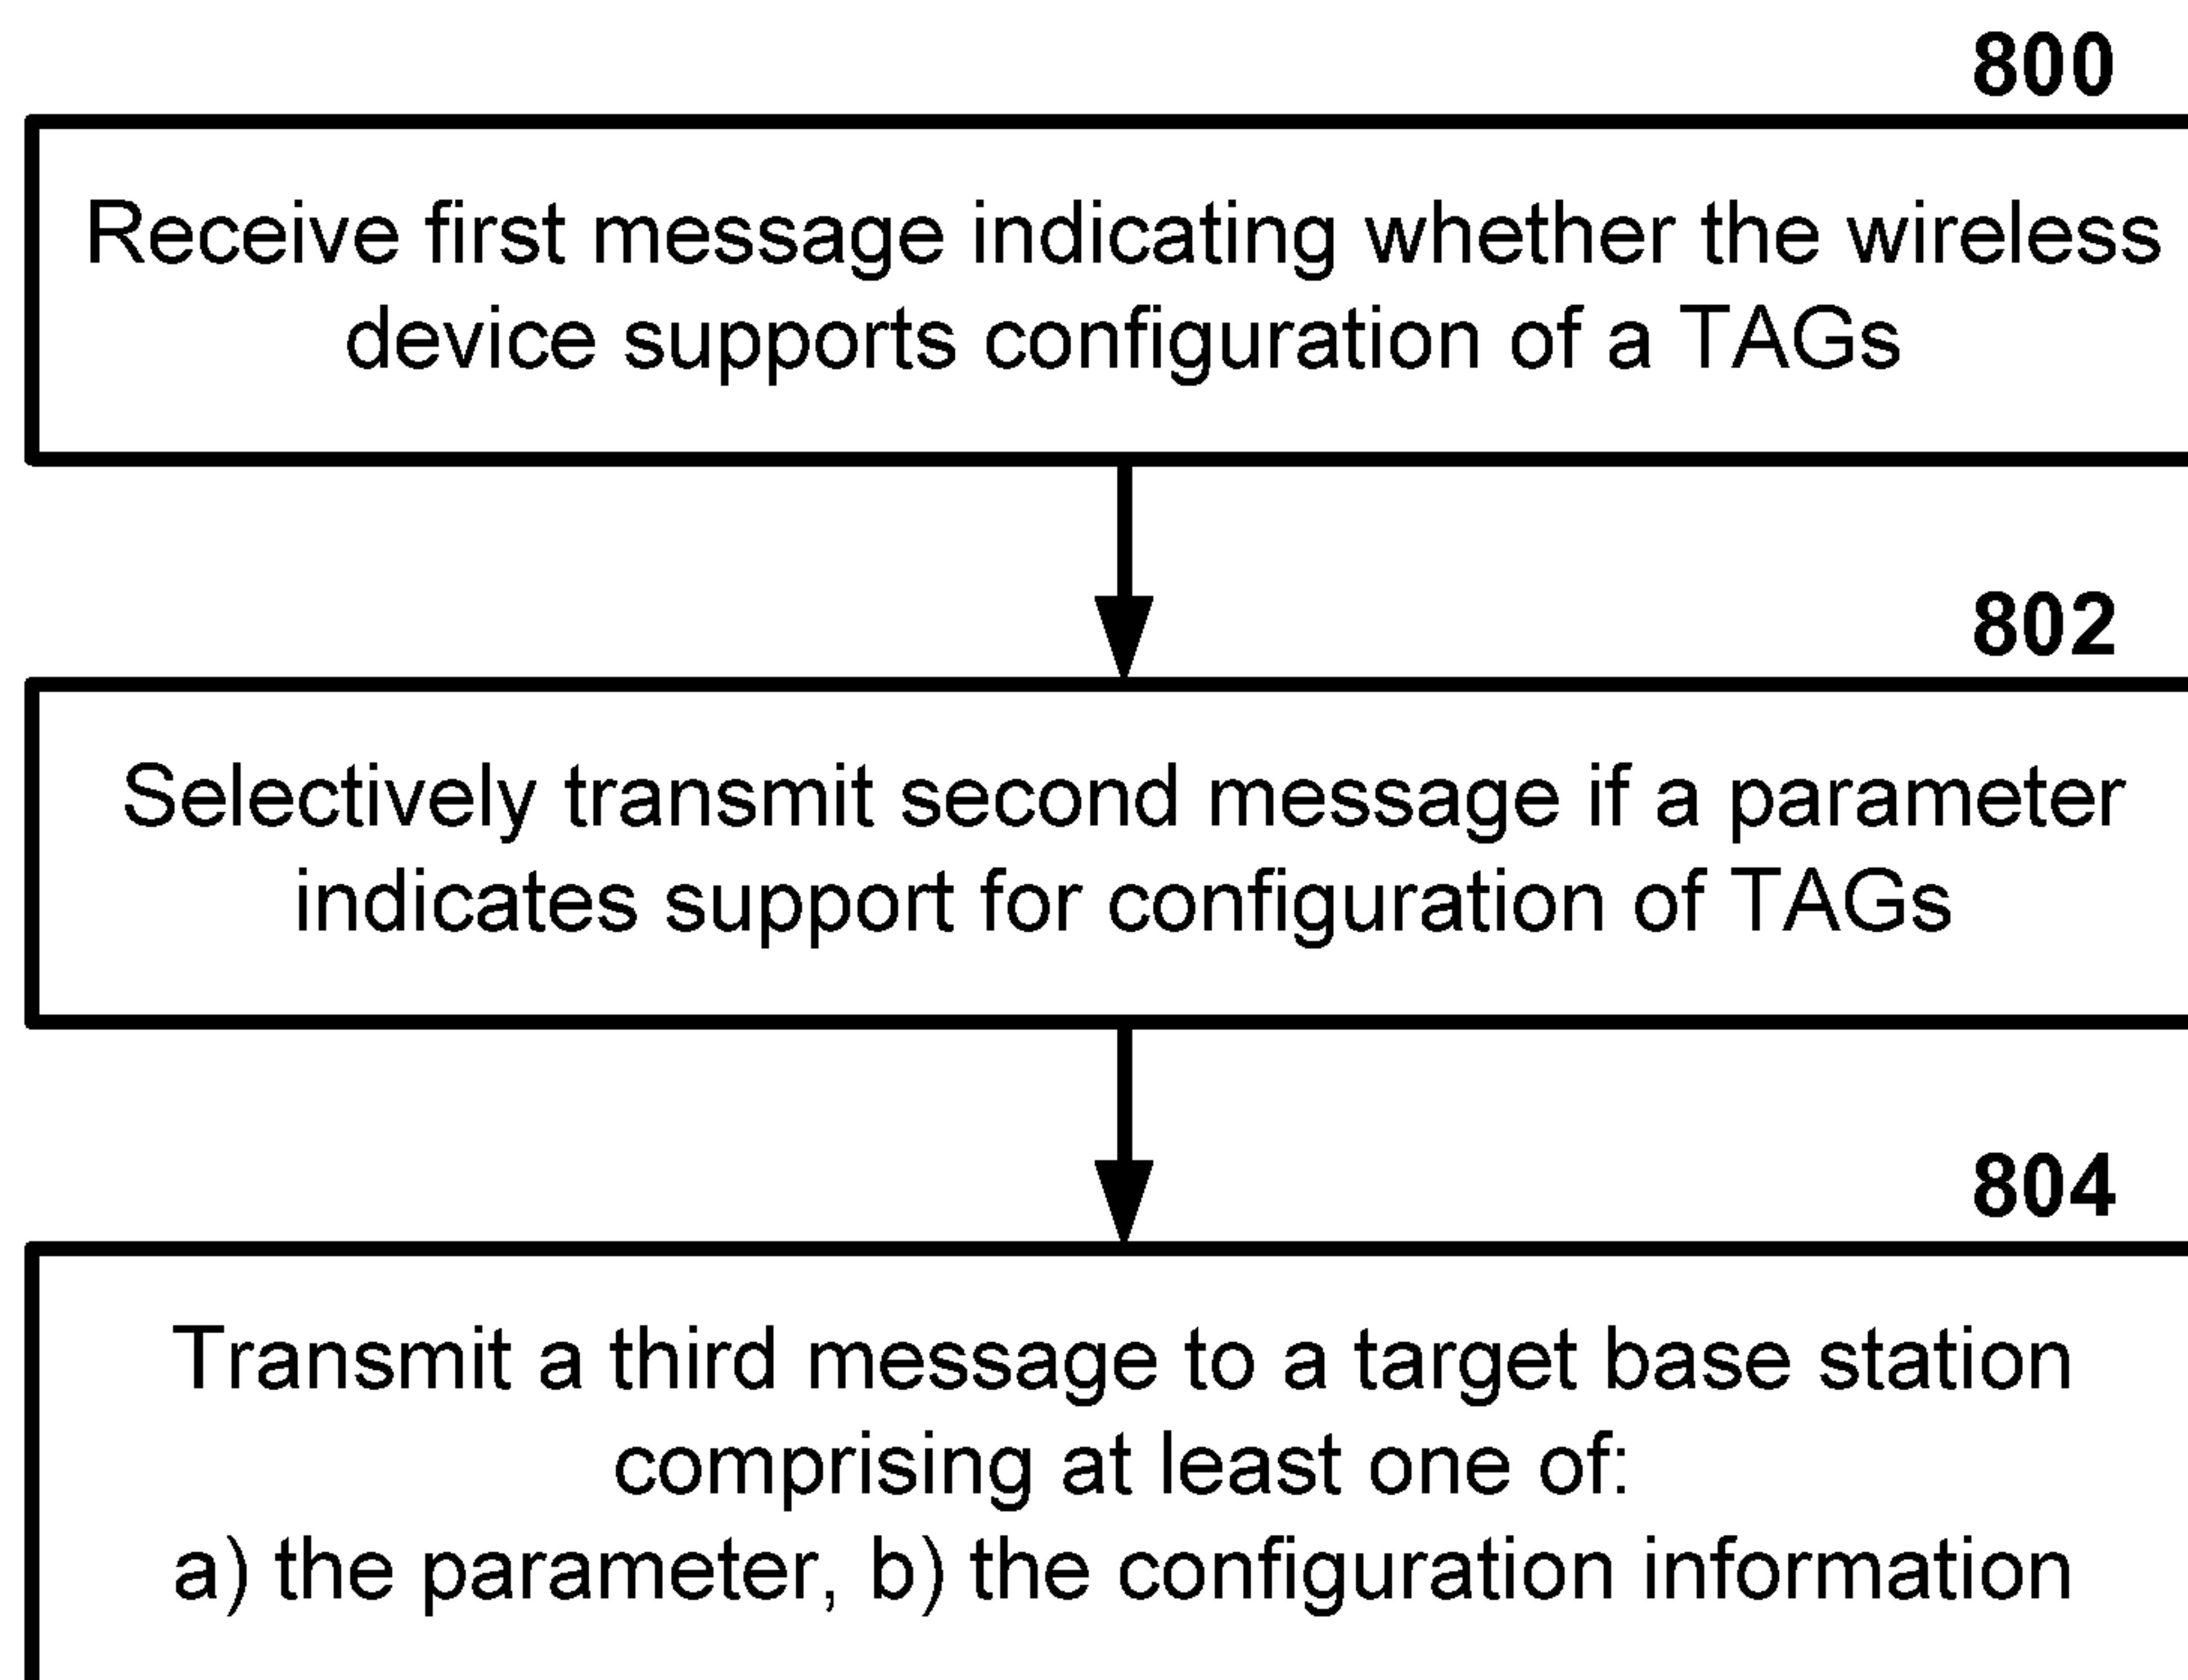 800
Receive first message indicating whether the wireless
device supports configuration of a TAGs
802
Selectively transmit second message if a parameter
indicates support for configuration of TAGs
804
Transmit a third message to a target base station
comprising at least one of:
a) the parameter, b) the configuration information